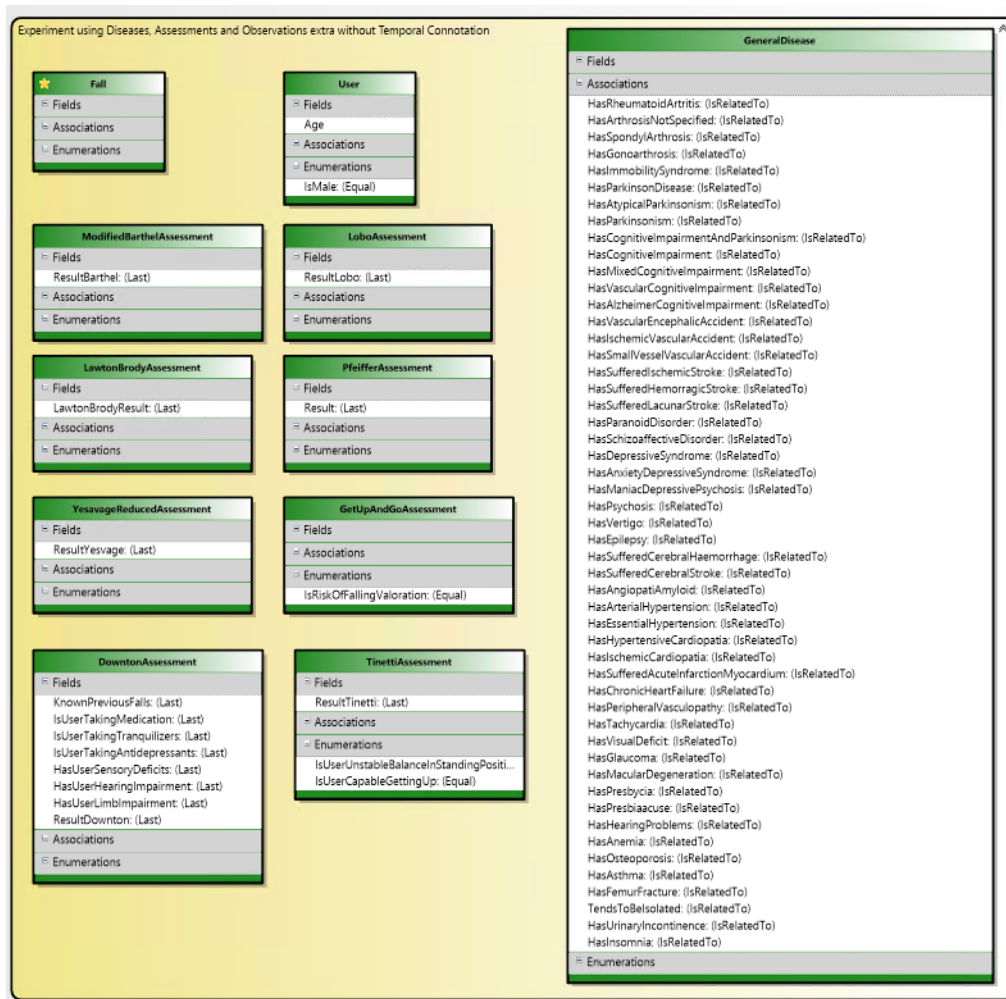 Experiment using Diseases, Assessments and Observations extra without Temporal Connotation
Fall
Fields
Associations
Enumerations
User
Fields
Age
Associations
Enumerations
IsMale: (Equal)
ModifiedBarthelAssessment
Fields
ResultBarthel: (Last)
Associations
Enumerations
LoboAssessment
Fields
ResultLobo: (Last)
Associations
Enumerations
LawtonBrodyAssessment
Fields
LawtonBrodyResult: (Last)
Associations
Enumerations
PfeifferAssessment
Fields
Result: (Last)
Associations
Enumerations
YesavageReducedAssessment
Fields
ResultYesvage: (Last)
Associations
Enumerations
GetUpAndGoAssessment
Fields
Associations
Enumerations
IsRiskOfFallingValoration: (Equal)
DowntonAssessment
Fields
KnownPreviousFalls: (Last)
IsUserTakingMedication: (Last)
IsUserTakingTranquilizers: (Last)
IsUserTakingAntidepressants: (Last)
HasUserSensoryDeficits: (Last)
HasUserHearingImpairment: (Last)
HasUserLimbImpairment: (Last)
ResultDownton: (Last)
Associations
Enumerations
TinettiAssessment
Fields
ResultTinetti: (Last)
Associations
Enumerations
IsUserUnstableBalanceInStandingPositi...
IsUserCapableGettingUp: (Equal)
GeneralDisease
Fields
Associations
HasRheumatoidArtritis: (IsRelatedTo)
HasArthrosisNotSpecified: (IsRelatedTo)
HasSpondylArthrosis: (IsRelatedTo)
HasGonoarthrosis: (IsRelatedTo)
HasImmobilitySyndrome: (IsRelatedTo)
HasParkinsonDisease: (IsRelatedTo)
HasAtypicalParkinsonism: (IsRelatedTo)
HasParkinsonism: (IsRelatedTo)
HasCognitiveImpairmentAndParkinsonism: (IsRelatedTo)
HasCognitiveImpairment: (IsRelatedTo)
HasMixedCognitiveImpairment: (IsRelatedTo)
HasVascularCognitiveImpairment: (IsRelatedTo)
HasAlzheimerCognitiveImpairment: (IsRelatedTo)
HasVascularEncephalicAccident: (IsRelatedTo)
HasIschemicVascularAccident: (IsRelatedTo)
HasSmallVesselVascularAccident: (IsRelatedTo)
HasSufferedIschemicStroke: (IsRelatedTo)
HasSufferedHemorragicStroke: (IsRelatedTo)
HasSufferedLacunarStroke: (IsRelatedTo)
HasParanoidDisorder: (IsRelatedTo)
HasSchizoaffectiveDisorder: (IsRelatedTo)
HasDepressiveSyndrome: (IsRelatedTo)
HasAnxietyDepressiveSyndrome: (IsRelatedTo)
HasManiacDepressivePsychosis: (IsRelatedTo)
HasPsychosis: (IsRelatedTo)
HasVertigo: (IsRelatedTo)
HasEpilepsy: (IsRelatedTo)
HasSufferedCerebralHaemorrhage: (IsRelatedTo)
HasSufferedCerebralStroke: (IsRelatedTo)
HasAngiopatiAmyloid: (IsRelatedTo)
HasArterialHypertension: (IsRelatedTo)
HasEssentialHypertension: (IsRelatedTo)
HasHypertensiveCardiopatia: (IsRelatedTo)
HasIschemicCardiopatia: (IsRelatedTo)
HasSufferedAcuteInfarctionMyocardium: (IsRelatedTo)
HasChronicHeartFailure: (IsRelatedTo)
HasPeripheralVasculopathy: (IsRelatedTo)
HasTachycardia: (IsRelatedTo)
HasVisualDeficit: (IsRelatedTo)
HasGlaucoma: (IsRelatedTo)
HasMacularDegeneration: (IsRelatedTo)
HasPresbycia: (IsRelatedTo)
HasPresbiaacuse: (IsRelatedTo)
HasHearingProblems: (IsRelatedTo)
HasAnemia: (IsRelatedTo)
HasOsteoporosis: (IsRelatedTo)
HasAsthma: (IsRelatedTo)
HasFemurFracture: (IsRelatedTo)
TendsToBeIsolated: (IsRelatedTo)
HasUrinaryIncontinence: (IsRelatedTo)
HasInsomnia: (IsRelatedTo)
Enumerations